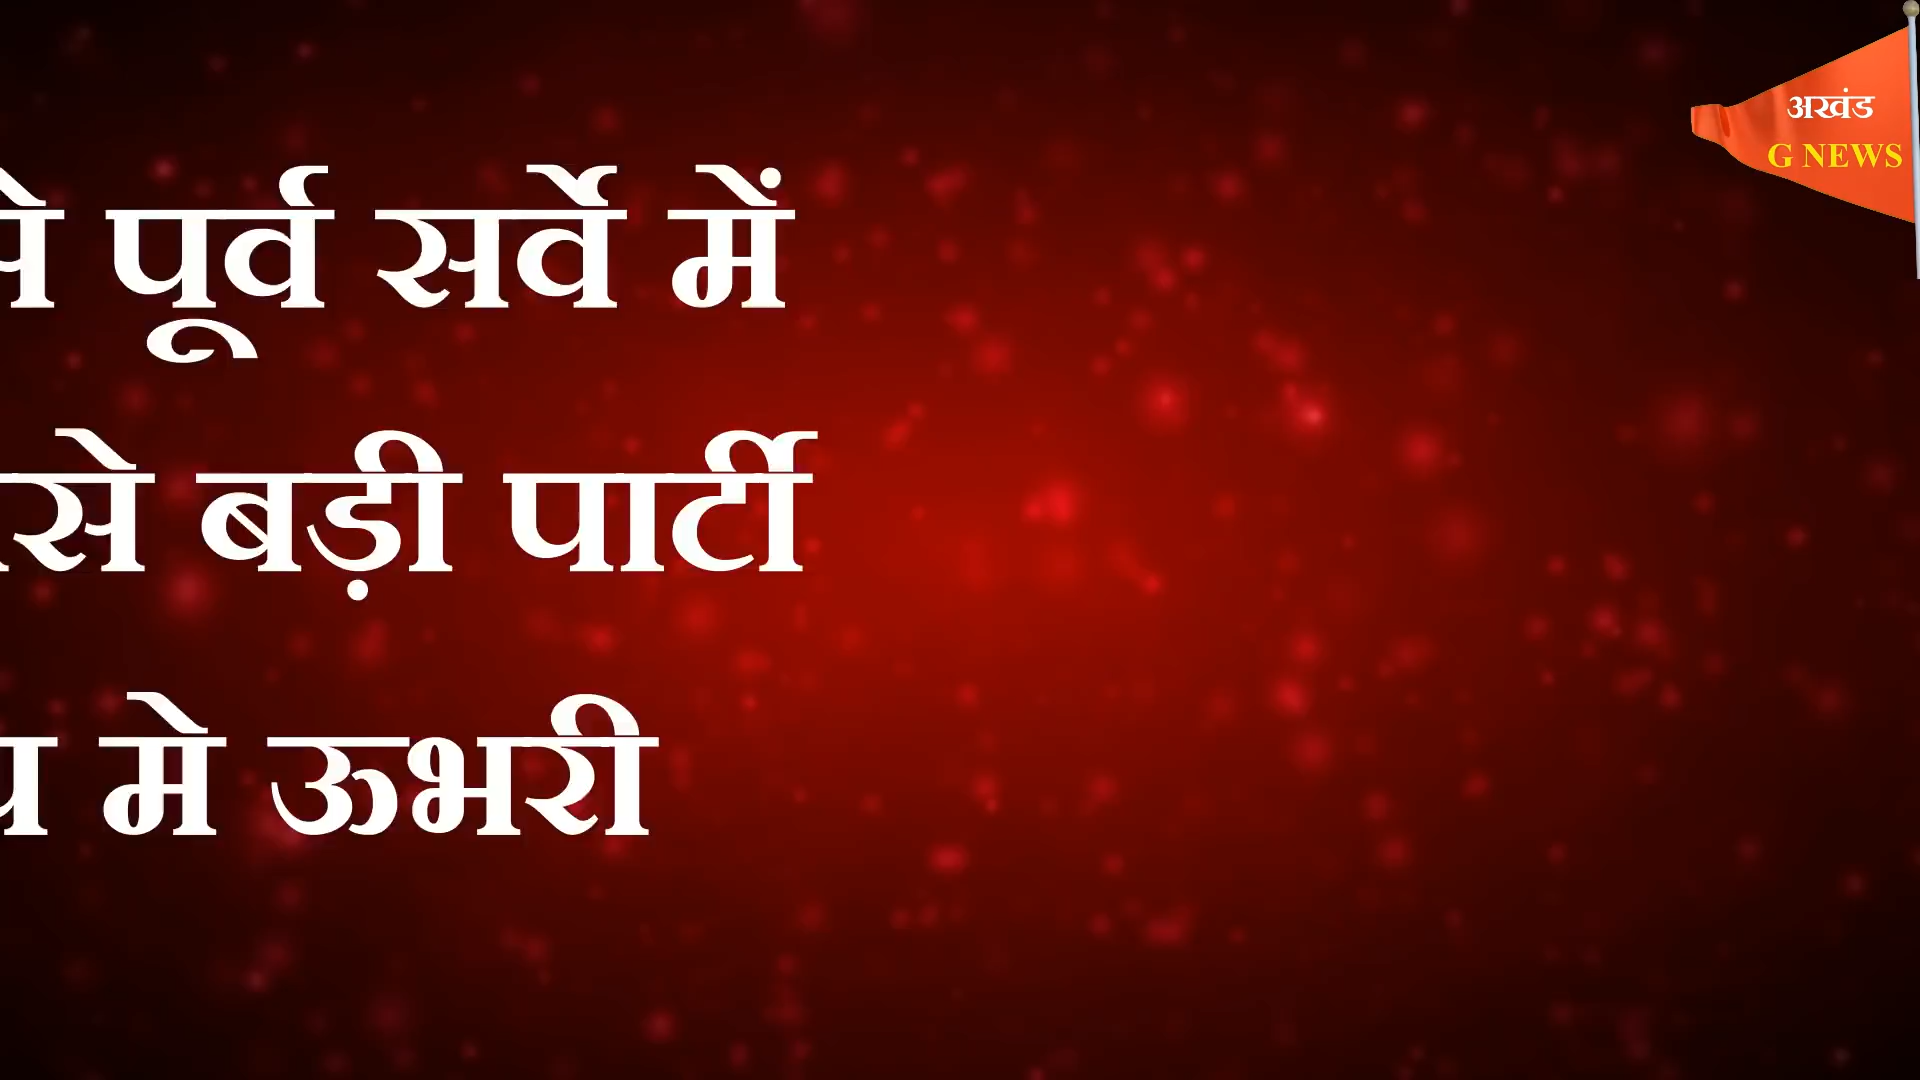 पूर्व सर्वे में
से बड़ी पार्टी
मे ऊभरी
अखंड
G NEWS